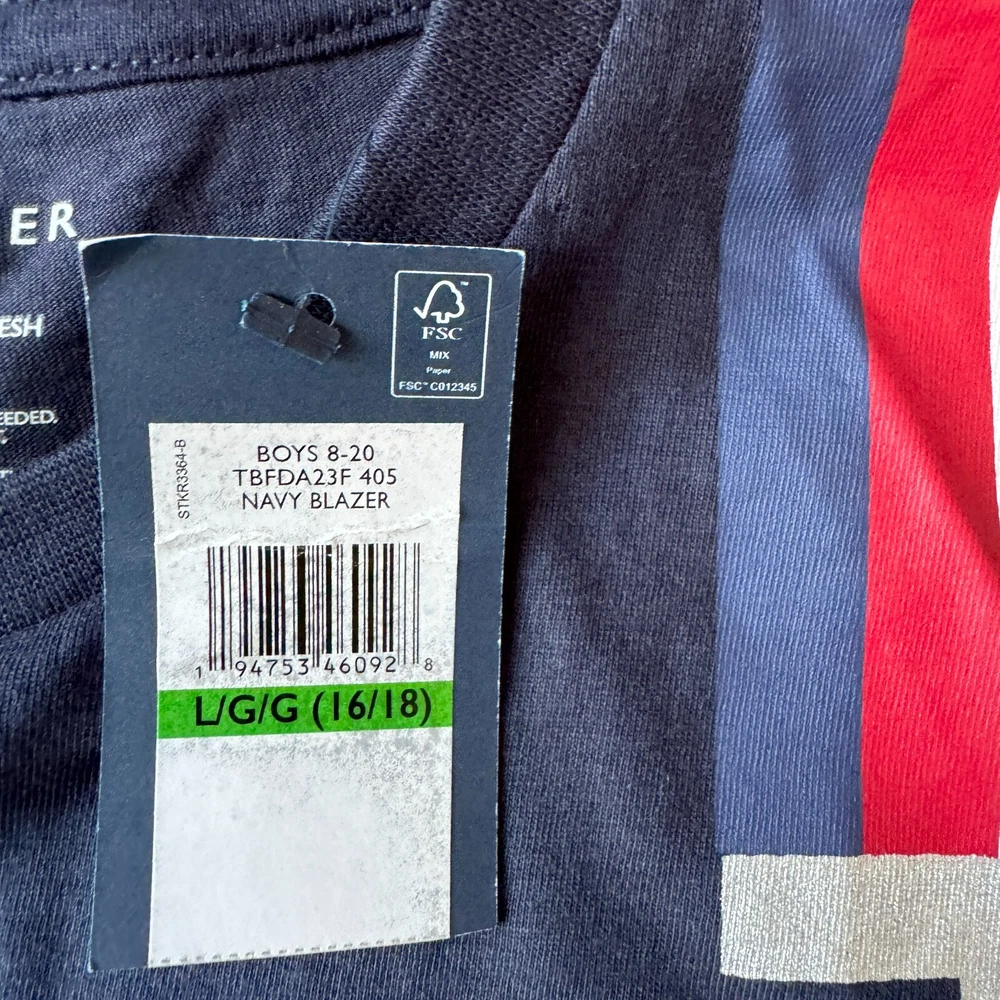 ER
ESH
EEDED.
FSC
MIX
Paper
FSC™ C012345
STKR3364-B
BOYS 8-20
TBFDA23F 405
NAVY BLAZER
1 94753 46092 8
L/G/G (16/18)